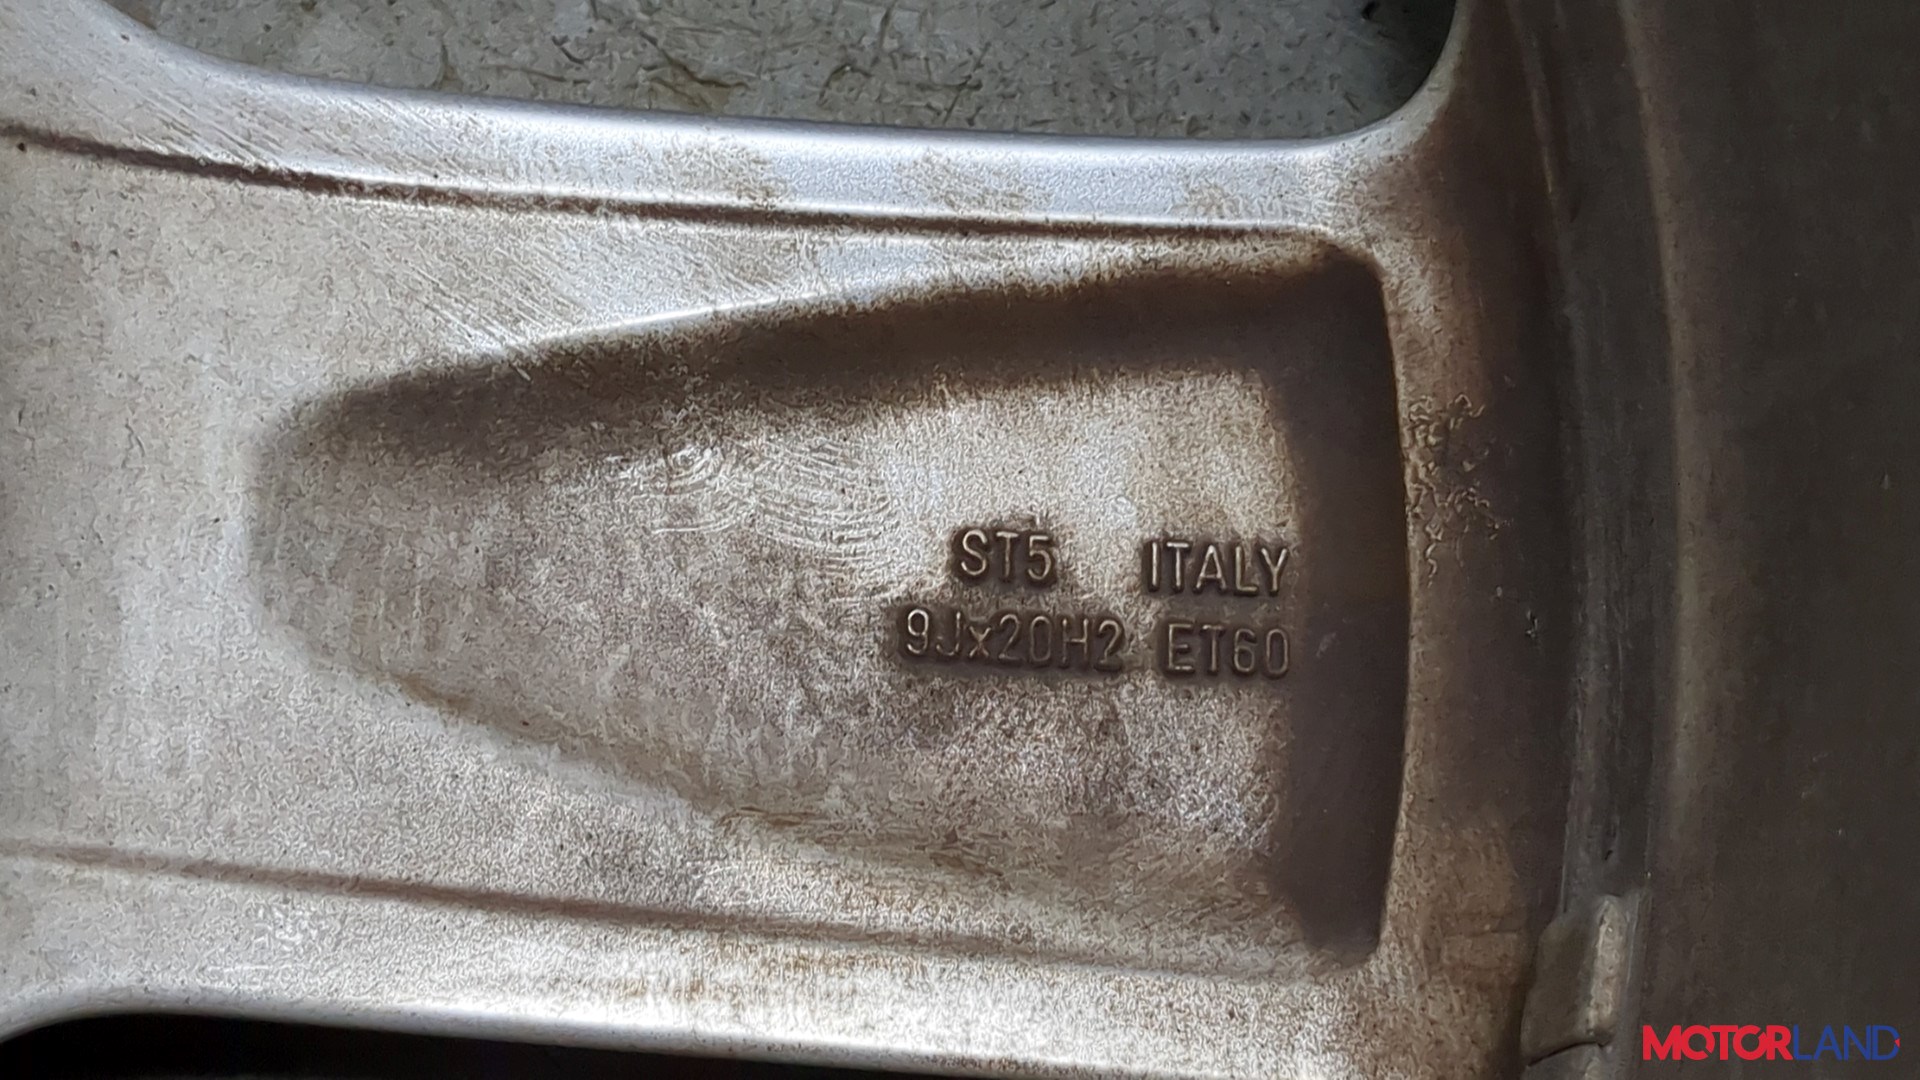 ST5 ITALY
9Jx20H2 ET60
MOTORLAND